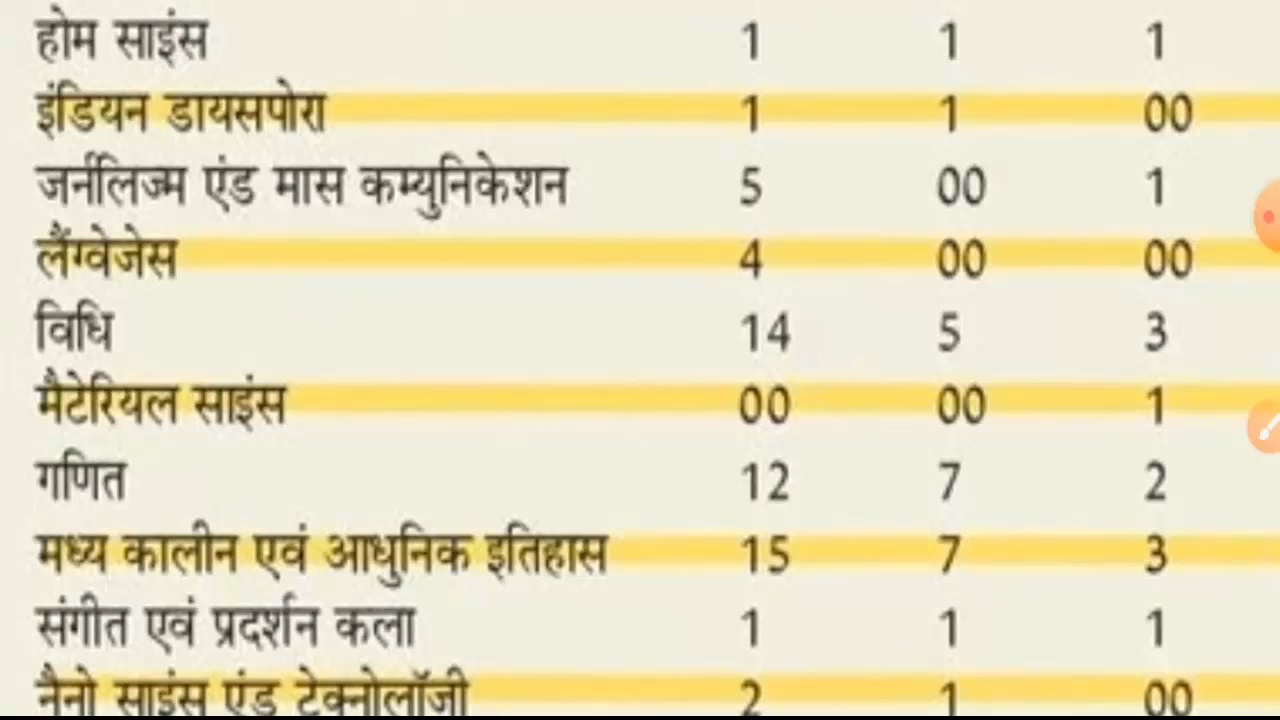 होम साइंस 1 1 1
इंडियन डायसपोरा 1 1 00
जर्नलिज्म एंड मास कम्युनिकेशन 5 00 1
लैंग्वेजेस 4 00 00
विधि 14 5 3
मैटेरियल साइंस 00 00 1
गणित 12 7 2
मध्य कालीन एवं आधुनिक इतिहास 15 7 3
संगीत एवं प्रदर्शन कला 1 1 1
नैनो साइंस एंड टेक्नोलॉजी 2 1 00